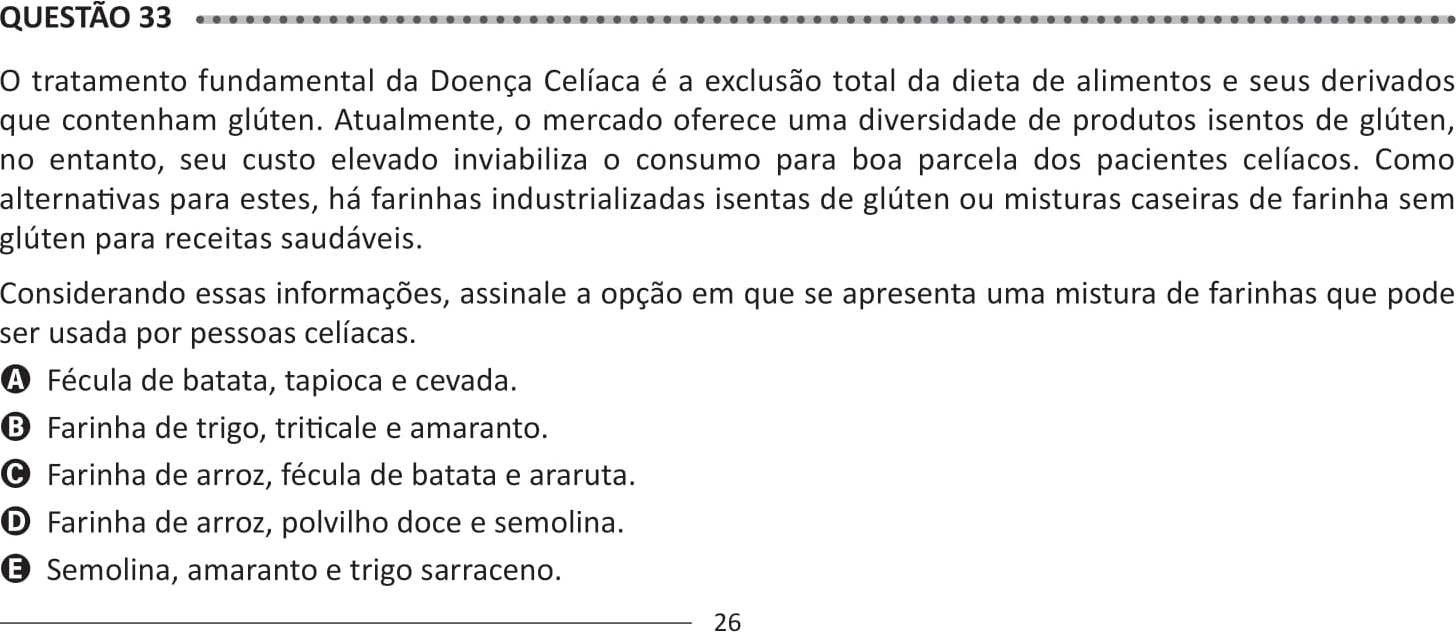 QUESTÃO 33
O tratamento fundamental da Doença Celíaca é a exclusão total da dieta de alimentos e seus derivados
que contenham glúten. Atualmente, o mercado oferece uma diversidade de produtos isentos de glúten,
no entanto, seu custo elevado inviabiliza o consumo para boa parcela dos pacientes celíacos. Como
alternativas para estes, há farinhas industrializadas isentas de glúten ou misturas caseiras de farinha sem
glúten para receitas saudáveis.
Considerando essas informações, assinale a opção em que se apresenta uma mistura de farinhas que pode
ser usada por pessoas celíacas.
A Fécula de batata, tapioca e cevada.
B Farinha de trigo, triticale e amaranto.
C Farinha de arroz, fécula de batata e araruta.
D Farinha de arroz, polvilho doce e semolina.
E Semolina, amaranto e trigo sarraceno.
26